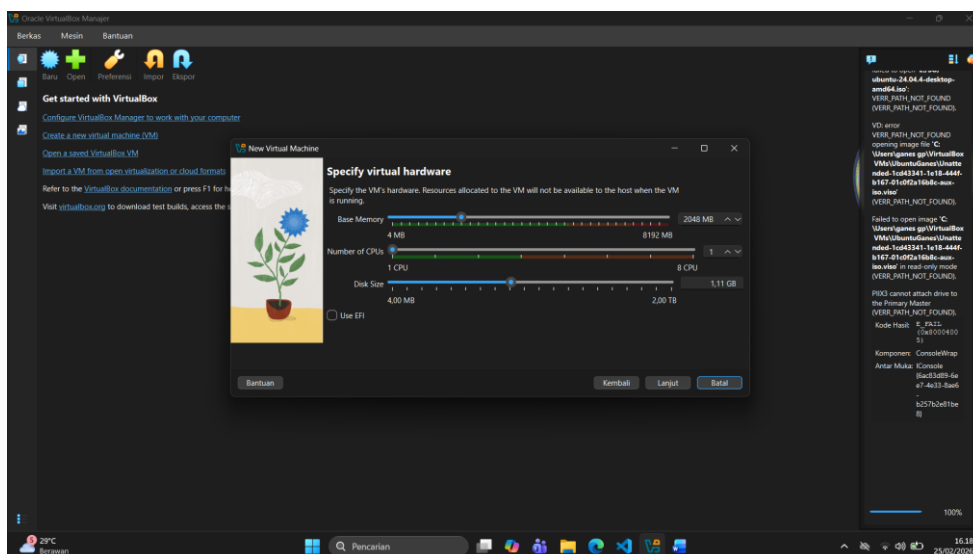 Oracle VirtualBox Manajer
Berkas Mesin Bantuan
Baru Open Preferensi Impor Ekspor
Get started with VirtualBox
Configure VirtualBox Manager to work with your computer
Create a new virtual machine (VM)
Open a saved VirtualBox VM
Import a VM from open virtualization or cloud formats
Refer to the VirtualBox documentation or press F1 for h
Visit virtualbox.org to download test builds, access the s
New Virtual Machine
Specify virtual hardware
Specify the VM's hardware. Resources allocated to the VM will not be available to the host when the VM
is running.
Base Memory 2048 MB
4 MB 8192 MB
Number of CPUs 1
1 CPU 8 CPU
Disk Size 1,11 GB
4,00 MB 2,00 TB
Use EFI
Bantuan Kembali Lanjut Batal
ubuntu-24.04.4-desktop-
amd64.iso':
VERR_PATH_NOT_FOUND
(VERR_PATH_NOT_FOUND).
VD: error
VERR_PATH_NOT_FOUND
opening image file 'C:
\Users\ganes gp\VirtualBox
VMs\UbuntuGanes\Unatte
nded-1cd43341-1e18-444f-
b167-01c0f2a16b8c-aux-
iso.viso'
(VERR_PATH_NOT_FOUND).
Failed to open image 'C:
\Users\ganes gp\VirtualBox
VMs\UbuntuGanes\Unatte
nded-1cd43341-1e18-444f-
b167-01c0f2a16b8c-aux-
iso.viso' in read-only mode
(VERR_PATH_NOT_FOUND).
PIIX3 cannot attach drive to
the Primary Master
(VERR_PATH_NOT_FOUND).
Kode Hasil: E_FAIL
(0x8000400
5)
Komponen: ConsoleWrap
Antar Muka: IConsole
{6ac83d89-6e
e7-4e33-8ae6
-
b257b2e81be
8}
100%
5
29°C
Berawan
Pencarian
16.18
25/02/2026